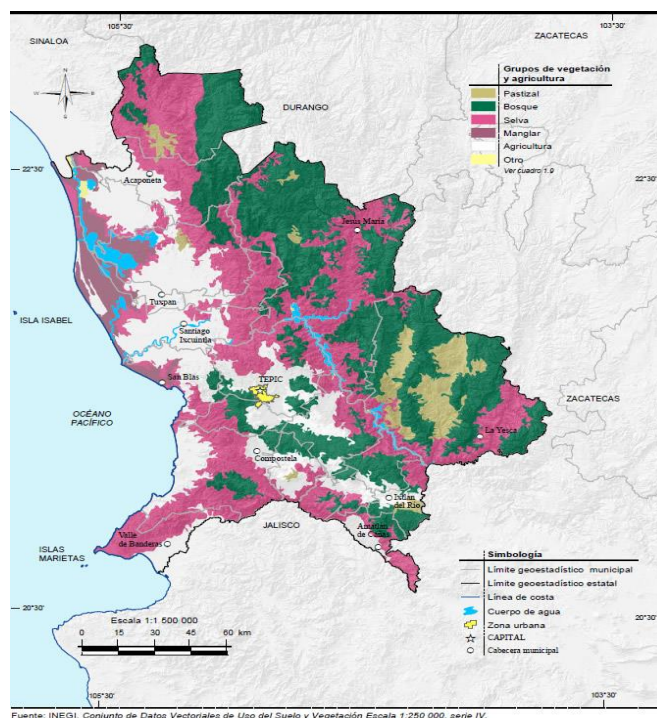 105°30'
103°30'
SINALOA
ZACATECAS
Grupos de vegetación
y agricultura
Pastizal
Bosque
Selva
Manglar
Agricultura
Otro
Ver cuadro 1.9
N
W
E
S
DURANGO
22°30'
22°30'
Acaponeta
Jesus María
Tuxpan
ISLA ISABEL
Santiago
Ixcuintla
San Blas
TEPIC
OCÉANO
PACÍFICO
ZACATECAS
La Yesca
Compostela
Ixtlán
del Río
JALISCO
Valle
de Banderas
Amatlán
de Cañas
ISLAS
MARIETAS
Simbología
Límite geoestadístico municipal
Límite geoestadístico estatal
Línea de costa
Cuerpo de agua
Zona urbana
CAPITAL
Cabecera municipal
20°30'
20°30'
Escala 1:1 500 000
0 15 30 45 60 km
105°30'
103°30'
Fuente: INEGI. Conjunto de Datos Vectoriales de Uso del Suelo y Vegetación Escala 1:250 000, serie IV.